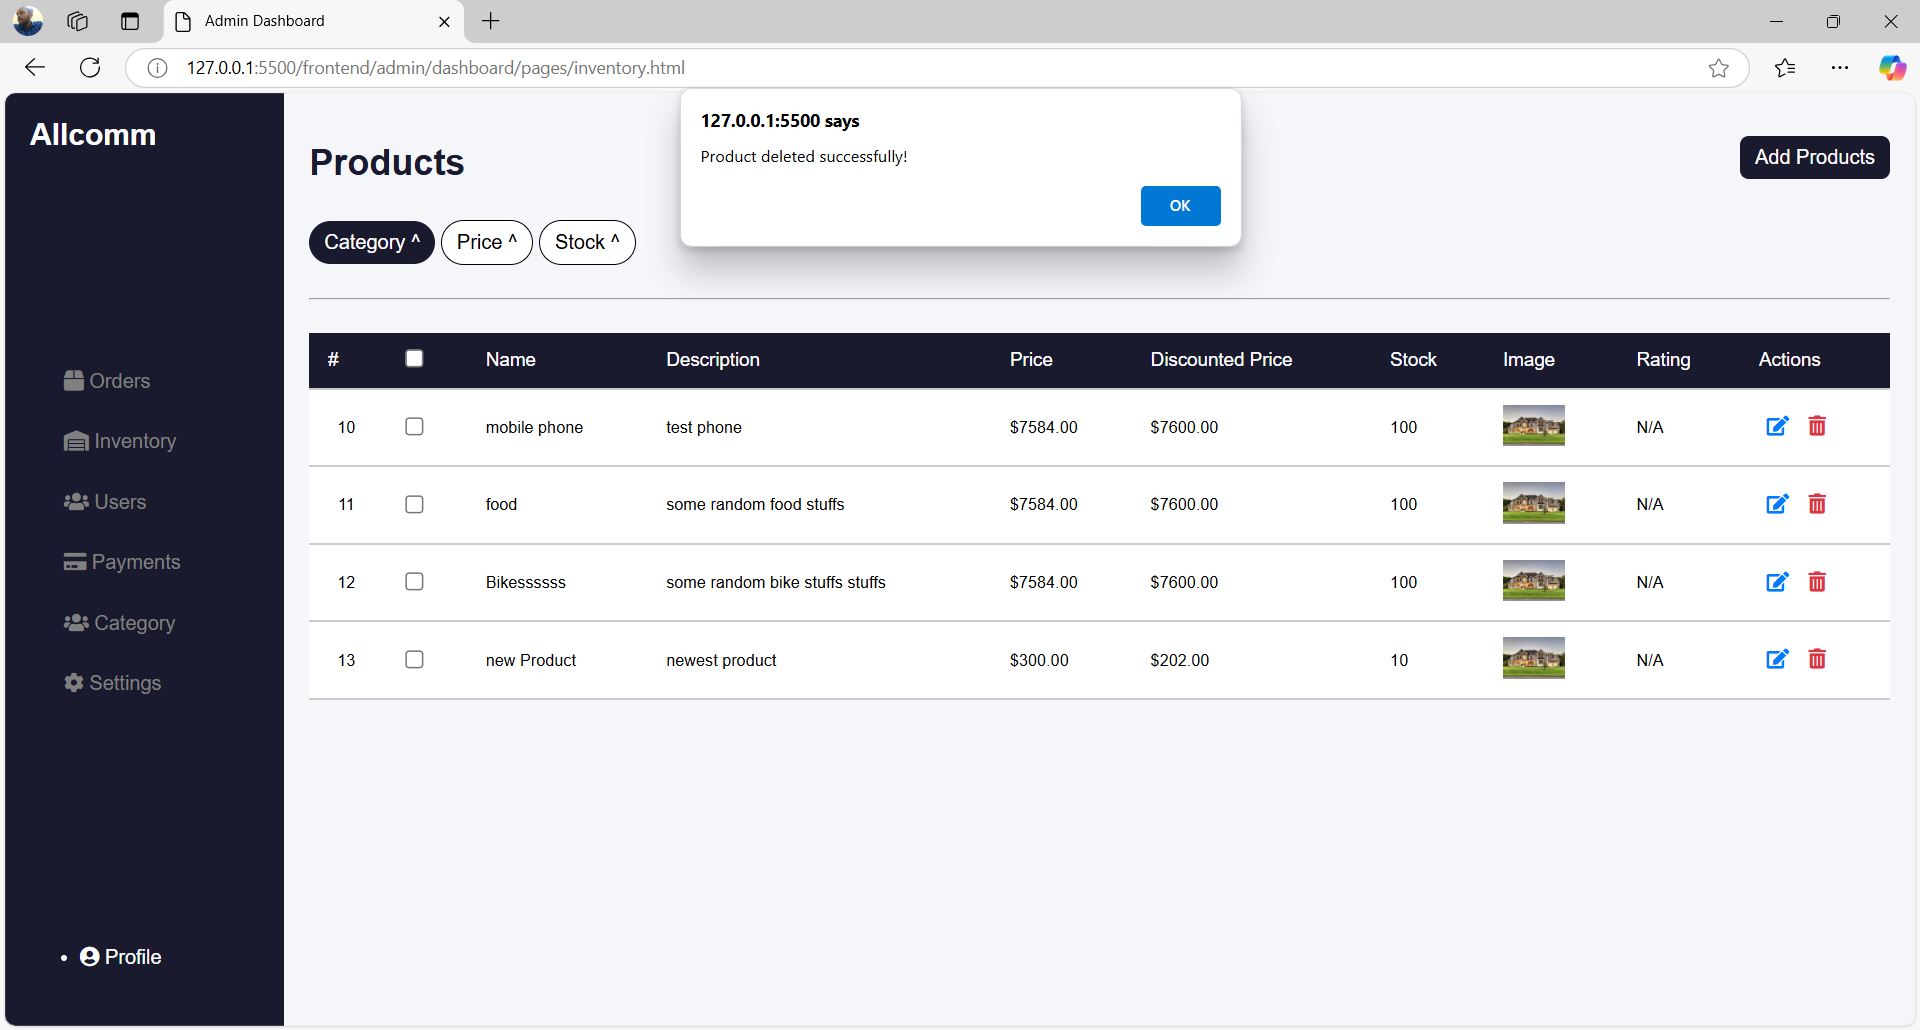 Admin Dashboard
127.0.0.1:5500/frontend/admin/dashboard/pages/inventory.html
127.0.0.1:5500 says
Product deleted successfully!
OK
Allcomm
Orders
Inventory
Users
Payments
Category
Settings
Profile
Products
Add Products
Category ^ Price ^ Stock ^
# Name Description Price Discounted Price Stock Image Rating Actions
10 mobile phone test phone $7584.00 $7600.00 100 N/A
11 food some random food stuffs $7584.00 $7600.00 100 N/A
12 Bikessssss some random bike stuffs stuffs $7584.00 $7600.00 100 N/A
13 new Product newest product $300.00 $202.00 10 N/A